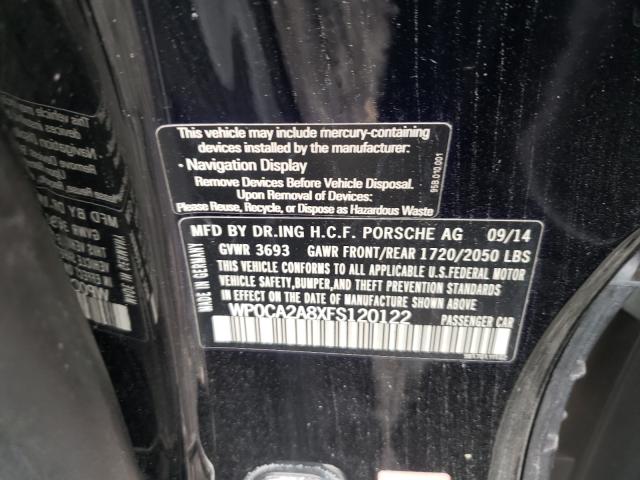 This vehicle may include mercury-containing
devices installed by the manufacturer:
• Navigation Display
Remove Devices Before Vehicle Disposal.
Upon Removal of Devices:
Please Reuse, Recycle, or Dispose as Hazardous Waste
95B.010.001
MFD BY DR.ING H.C.F. PORSCHE AG 09/14
GVWR 3693 GAWR FRONT/REAR 1720/2050 LBS
THIS VEHICLE CONFORMS TO ALL APPLICABLE U.S.FEDERAL MOTOR
VEHICLE SAFETY,BUMPER,AND THEFT PREVENTION STANDARDS
IN EFFECT ON THE DATE OF MANUFACTURE SHOWN ABOVE
WP0CA2A8XFS120122 PASSENGER CAR
MADE IN GERMANY